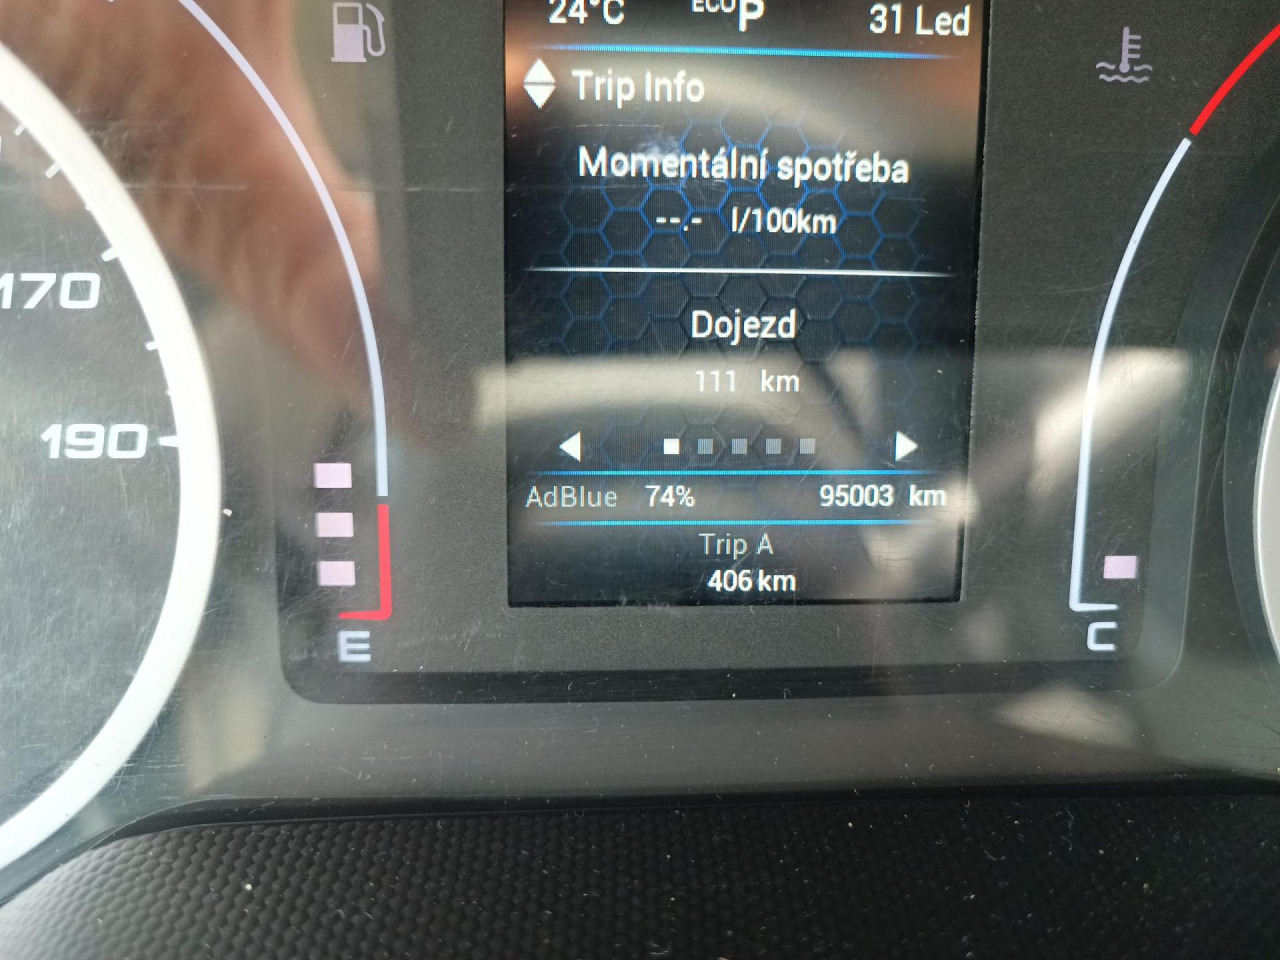 24°C ECO P 31 Led
Trip Info
Momentální spotřeba
--.- l/100km
170
Dojezd
111 km
190
AdBlue 74% 95003 km
Trip A
406 km
E
C